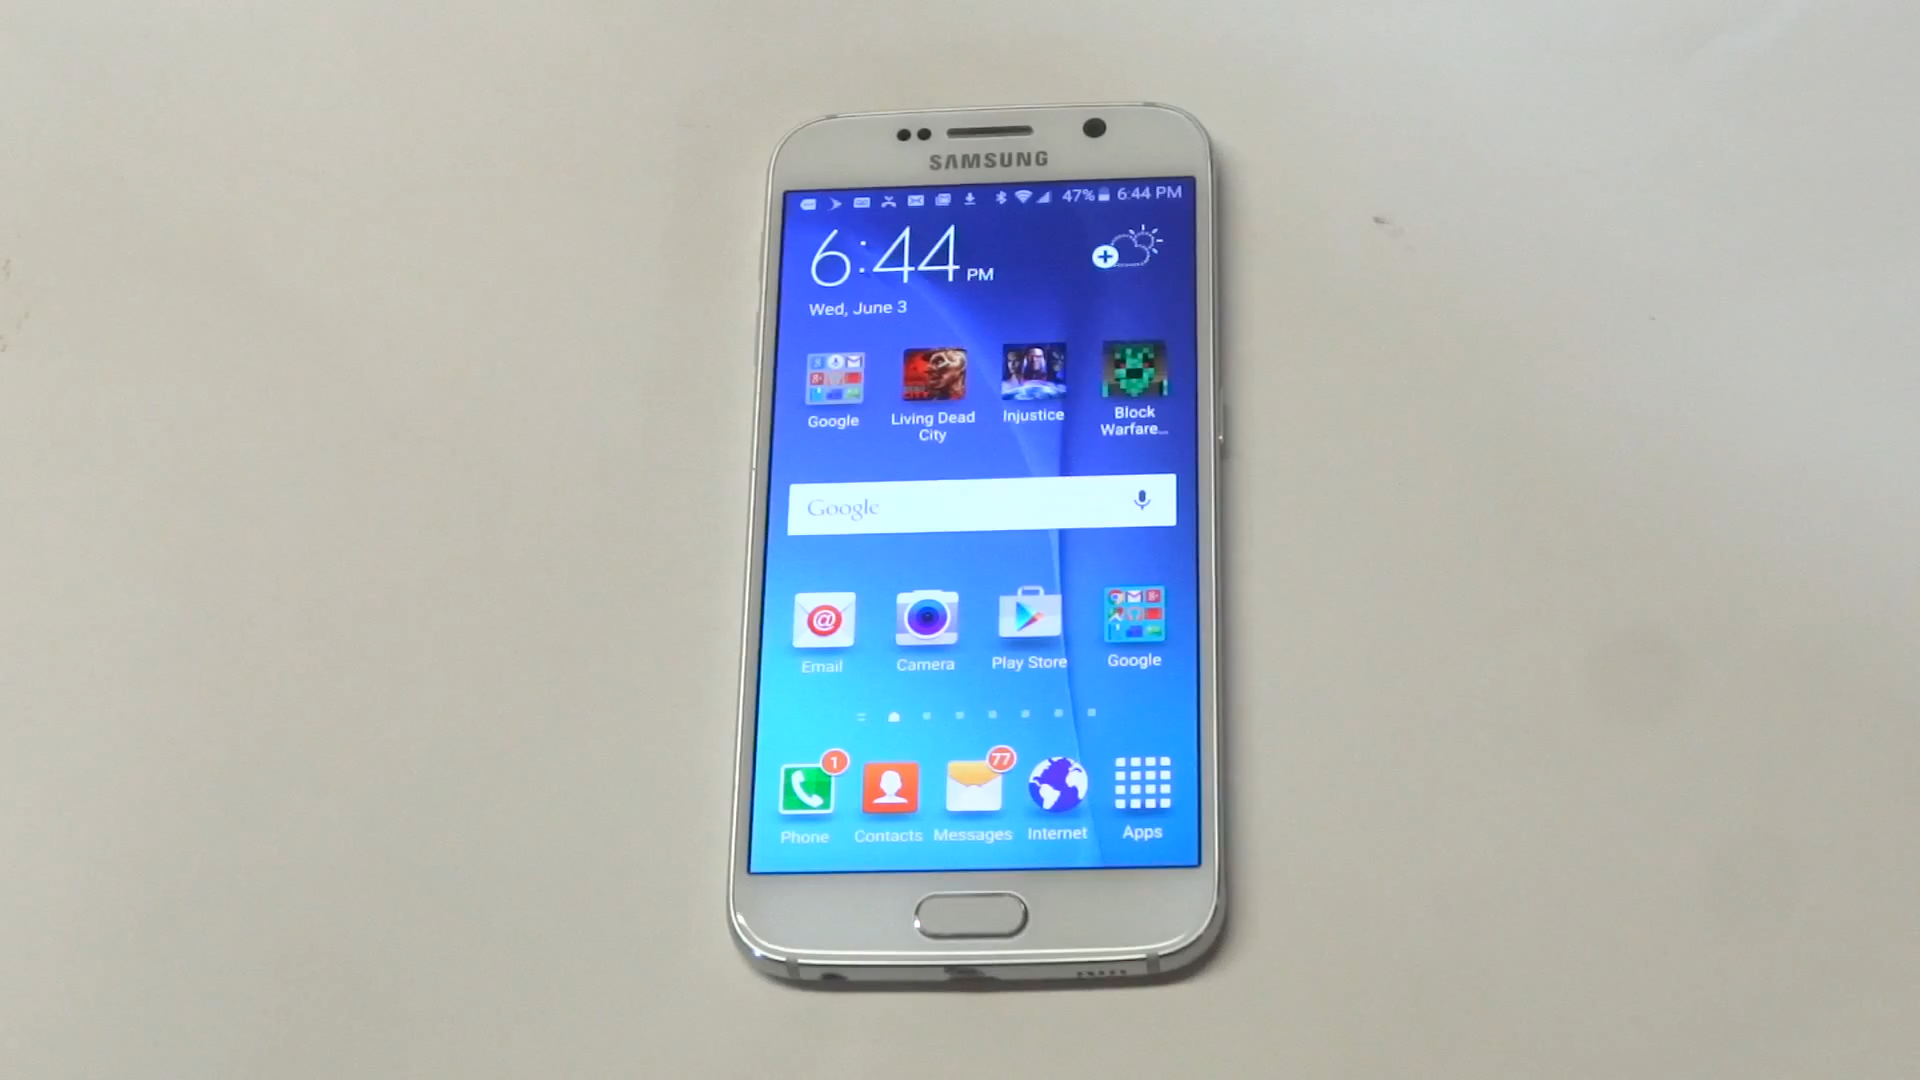 SAMSUNG
47% 6:44 PM
6:44 PM
Wed, June 3
Google
Living Dead
City
Injustice
Block
Warfare...
Google
Email
Camera
Play Store
Google
1
77
Phone
Contacts
Messages
Internet
Apps